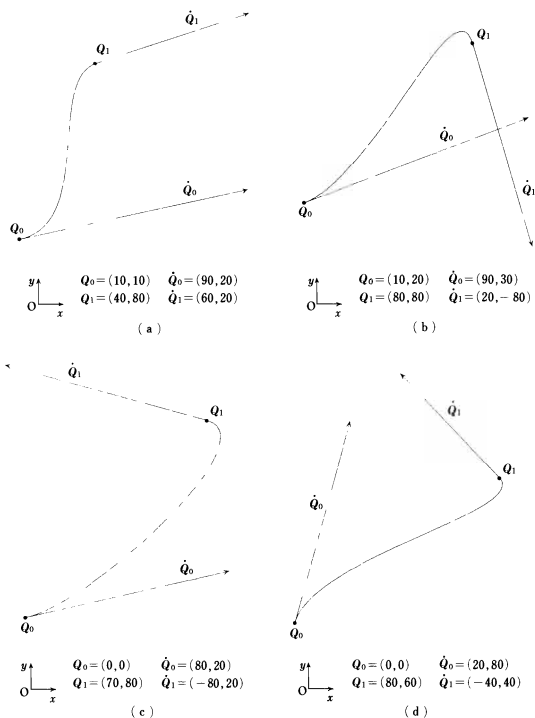 Q̇₁
Q₁
Q̇₀
Q₀
y
O
x
Q₀=(10,10) Q̇₀=(90,20)
Q₁=(40,80) Q̇₁=(60,20)
(a)
Q₁
Q̇₀
Q₀
Q̇₁
y
O
x
Q₀=(10,20) Q̇₀=(90,30)
Q₁=(80,80) Q̇₁=(20,-80)
(b)
Q̇₁
Q₁
Q̇₀
Q₀
y
O
x
Q₀=(0,0) Q̇₀=(80,20)
Q₁=(70,80) Q̇₁=(-80,20)
(c)
Q̇₁
Q₁
Q̇₀
Q₀
y
O
x
Q₀=(0,0) Q̇₀=(20,80)
Q₁=(80,60) Q̇₁=(-40,40)
(d)